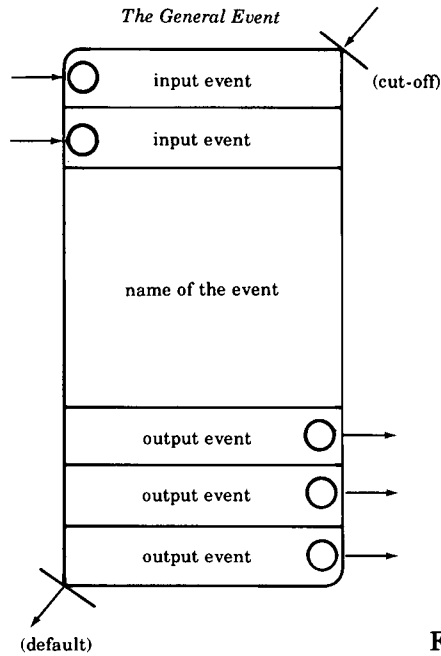 The General Event
input event
(cut-off)
input event
name of the event
output event
output event
output event
(default)
F